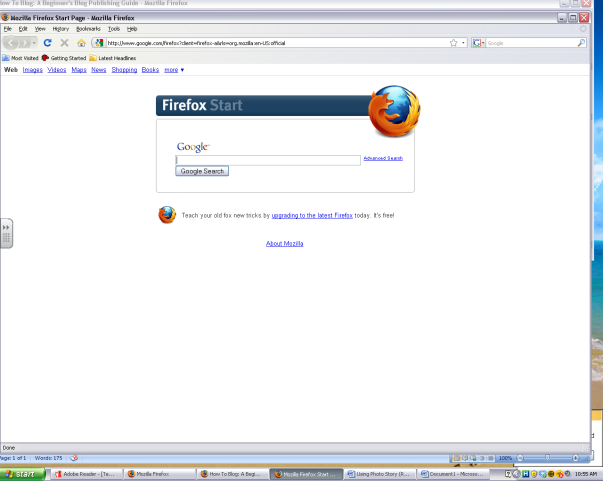 How To Blog: A Beginner's Blog Publishing Guide - Mozilla Firefox
Mozilla Firefox Start Page - Mozilla Firefox
File Edit View History Bookmarks Tools Help
http://www.google.com/firefox?client=firefox-a&rls=org.mozilla:en-US:official
Google
Most Visited Getting Started Latest Headlines
Web Images Videos Maps News Shopping Books more ▾
Firefox Start
Google
Advanced Search
Google Search
Teach your old fox new tricks by upgrading to the latest Firefox today. It's free!
About Mozilla
Done
Page: 1 of 1 Words: 175
100%
start
Adobe Reader - [Te...
Mozilla Firefox
How To Blog: A Begi...
Mozilla Firefox Start ...
Using Photo Story (R...
Document1 - Microso...
10:55 AM